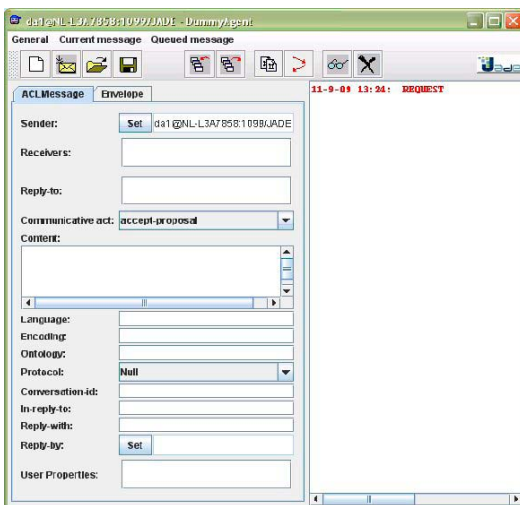 da1@NL-L3A7858:1099/JADE - DummyAgent
General Current message Queued message
Jade
ACLMessage Envelope
11-9-09 13:24: REQUEST
Sender: Set da1@NL-L3A7858:1099/JADE
Receivers:
Reply-to:
Communicative act: accept-proposal
Content:
Language:
Encoding:
Ontology:
Protocol: Null
Conversation-id:
In-reply-to:
Reply-with:
Reply-by: Set
User Properties: